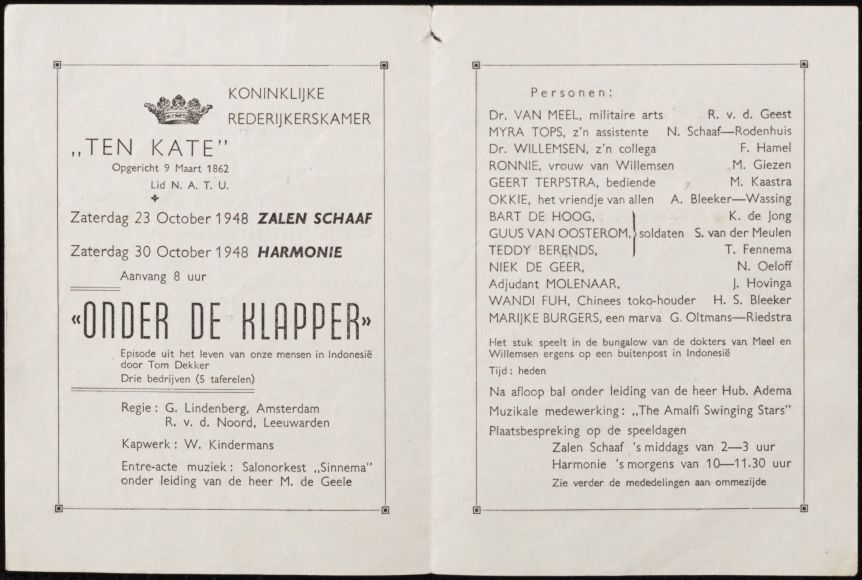 KONINKLIJKE
REDERIJKERSKAMER
„TEN KATE”
Opgericht 9 Maart 1862
Lid N. A. T. U.
Zaterdag 23 October 1948 ZALEN SCHAAF
Zaterdag 30 October 1948 HARMONIE
Aanvang 8 uur
«ONDER DE KLAPPER»
Episode uit het leven van onze mensen in Indonesië
door Tom Dekker
Drie bedrijven (5 taferelen)
Regie : G. Lindenberg, Amsterdam
R. v. d. Noord, Leeuwarden
Kapwerk : W. Kindermans
Entre-acte muziek : Salonorkest „Sinnema”
onder leiding van de heer M. de Geele
Personen:
Dr. VAN MEEL, militaire arts R. v. d. Geest
MYRA TOPS, z'n assistente N. Schaaf—Rodenhuis
Dr. WILLEMSEN, z'n collega F. Hamel
RONNIE, vrouw van Willemsen M. Giezen
GEERT TERPSTRA, bediende M. Kaastra
OKKIE, het vriendje van allen A. Bleeker—Wassing
BART DE HOOG, K. de Jong
GUUS VAN OOSTEROM, soldaten S. van der Meulen
TEDDY BERENDS, T. Fennema
NIEK DE GEER, N. Oeloff
Adjudant MOLENAAR, J. Hovinga
WANDI FUH, Chinees toko-houder H. S. Bleeker
MARIJKE BURGERS, een marva G. Oltmans—Riedstra
Het stuk speelt in de bungalow van de dokters van Meel en
Willemsen ergens op een buitenpost in Indonesië
Tijd : heden
Na afloop bal onder leiding van de heer Hub. Adema
Muzikale medewerking : „The Amalfi Swinging Stars”
Plaatsbespreking op de speeldagen
Zalen Schaaf 's middags van 2—3 uur
Harmonie 's morgens van 10—11.30 uur
Zie verder de mededelingen aan ommezijde